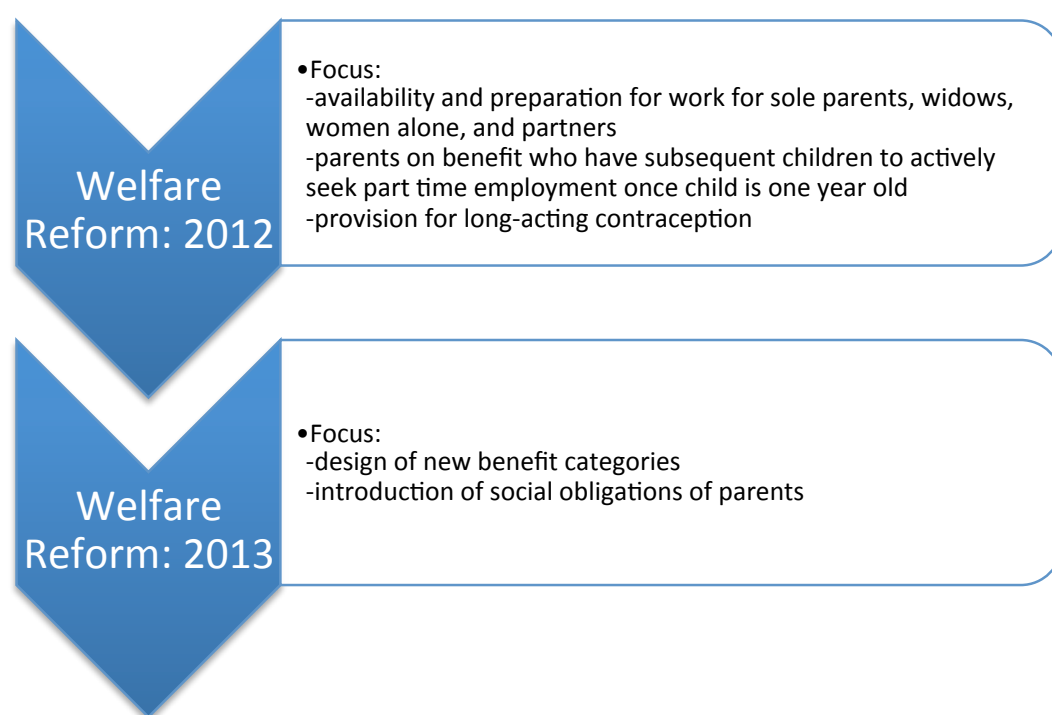 Welfare
Reform: 2012
•Focus:
-availability and preparation for work for sole parents, widows,
women alone, and partners
-parents on benefit who have subsequent children to actively
seek part time employment once child is one year old
-provision for long-acting contraception
Welfare
Reform: 2013
•Focus:
-design of new benefit categories
-introduction of social obligations of parents